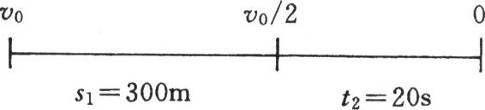 v₀ v₀/2 0
s₁=300m t₂=20s